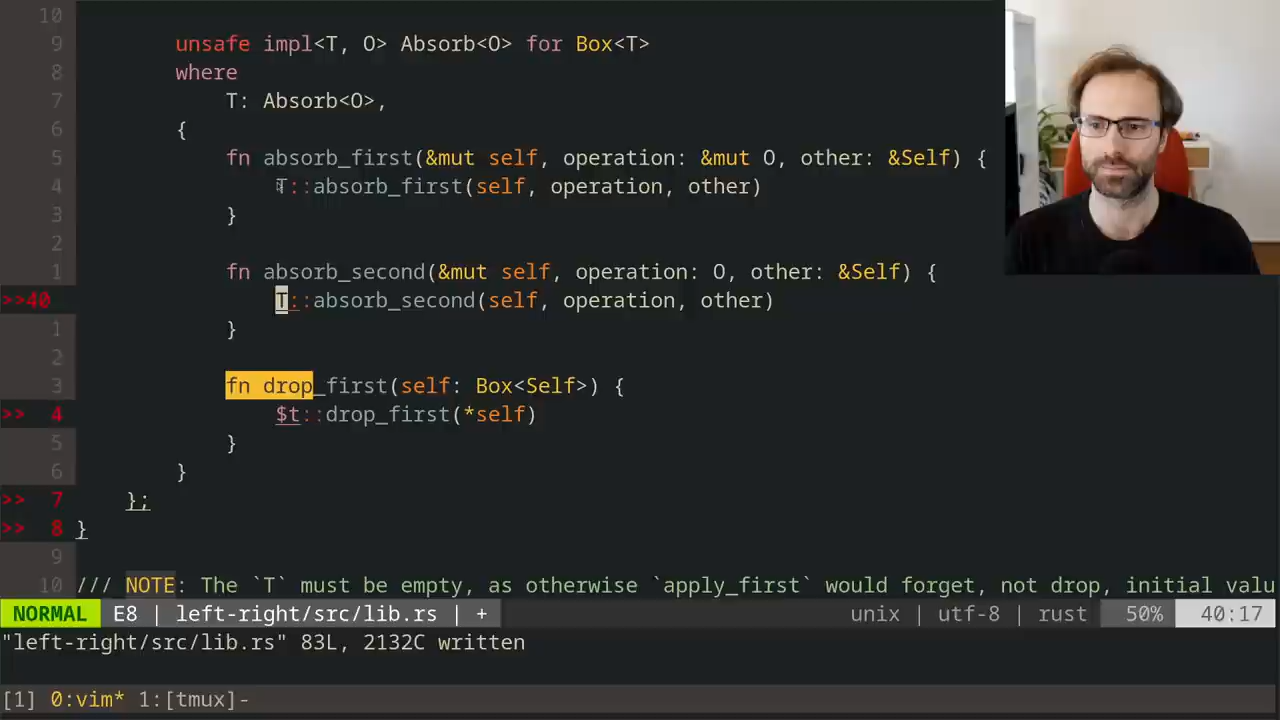 10
9 unsafe impl<T, O> Absorb<O> for Box<T>
8 where
7 T: Absorb<O>,
6 {
5 fn absorb_first(&mut self, operation: &mut O, other: &Self) {
4 T::absorb_first(self, operation, other)
3 }
2
1 fn absorb_second(&mut self, operation: O, other: &Self) {
>>40 T::absorb_second(self, operation, other)
1 }
2
3 fn drop_first(self: Box<Self>) {
>> 4 $t::drop_first(*self)
5 }
6 }
>> 7 };
>> 8 }
9
10 /// NOTE: The `T` must be empty, as otherwise `apply_first` would forget, not drop, initial valu
NORMAL E8 | left-right/src/lib.rs | + unix | utf-8 | rust 50% 40:17
"left-right/src/lib.rs" 83L, 2132C written
[1] 0:vim* 1:[tmux]-